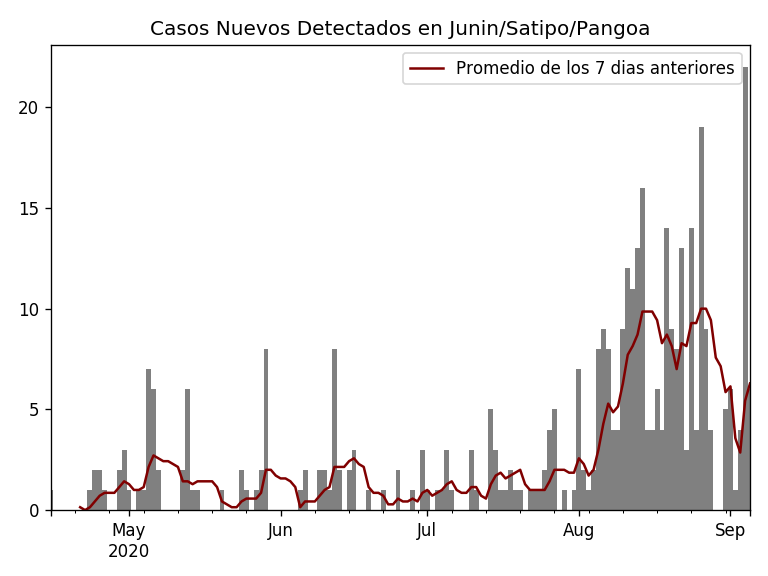 Casos Nuevos Detectados en Junin/Satipo/Pangoa
Promedio de los 7 dias anteriores
20
15
10
5
0
May Jun Jul Aug Sep
2020